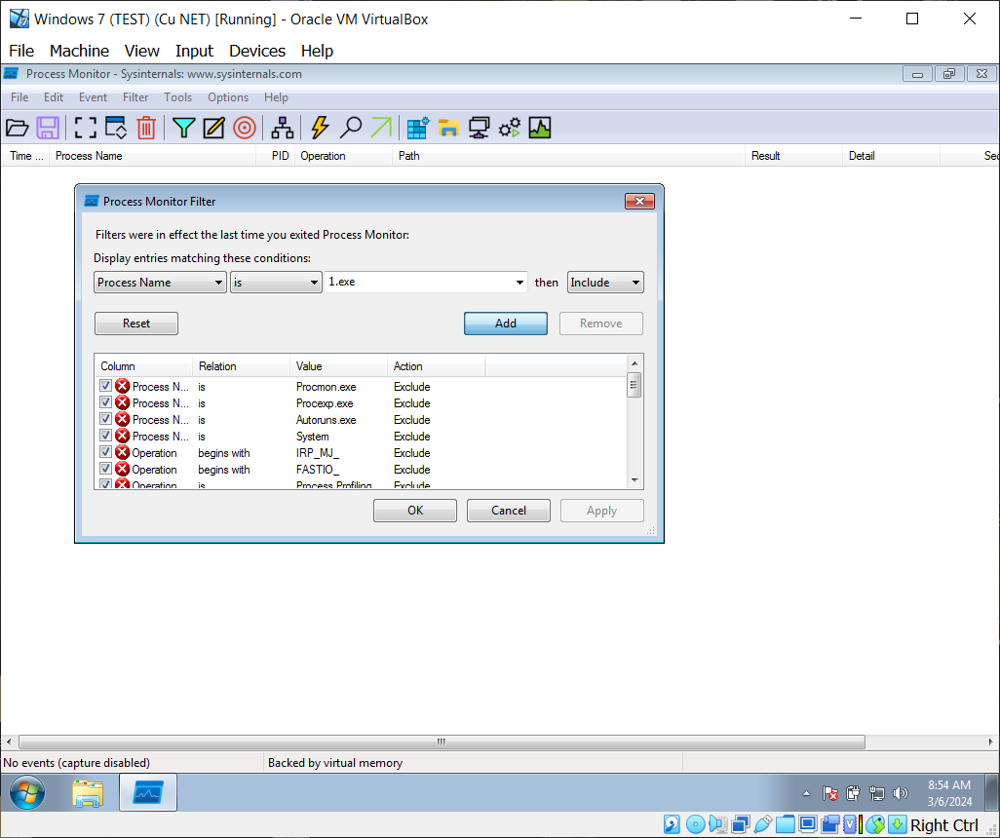 Windows 7 (TEST) (Cu NET) [Running] - Oracle VM VirtualBox
File Machine View Input Devices Help
Process Monitor - Sysinternals: www.sysinternals.com
File Edit Event Filter Tools Options Help
Time ... Process Name PID Operation Path Result Detail Sec
Process Monitor Filter
Filters were in effect the last time you exited Process Monitor:
Display entries matching these conditions:
Process Name is 1.exe then Include
Reset Add Remove
Column Relation Value Action
Process N... is Procmon.exe Exclude
Process N... is Procexp.exe Exclude
Process N... is Autoruns.exe Exclude
Process N... is System Exclude
Operation begins with IRP_MJ_ Exclude
Operation begins with FASTIO_ Exclude
Operation is Process Profiling Exclude
OK Cancel Apply
No events (capture disabled) Backed by virtual memory
8:54 AM
3/6/2024
Right Ctrl